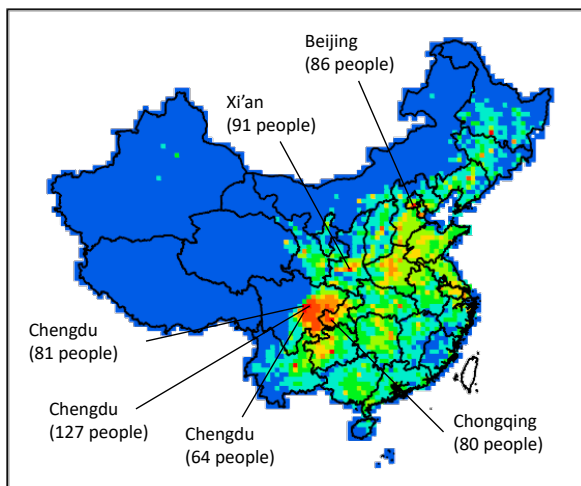 Beijing
(86 people)
Xi’an
(91 people)
Chengdu
(81 people)
Chengdu
(127 people)
Chengdu
(64 people)
Chongqing
(80 people)